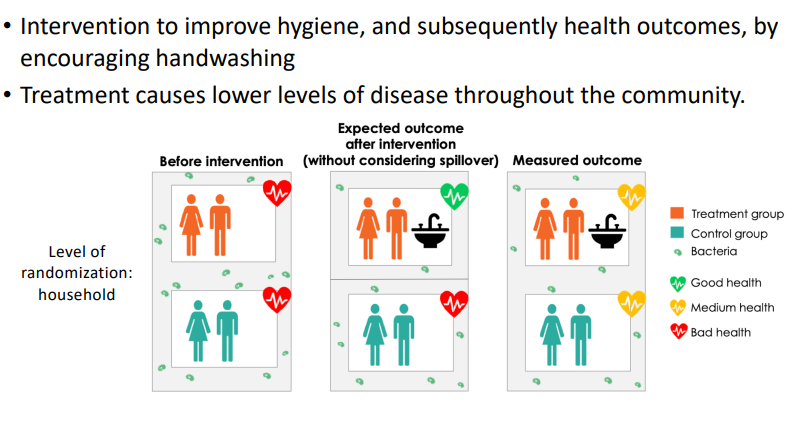 • Intervention to improve hygiene, and subsequently health outcomes, by
encouraging handwashing
• Treatment causes lower levels of disease throughout the community.
Before intervention
Expected outcome
after intervention
(without considering spillover)
Measured outcome
Level of
randomization:
household
Treatment group
Control group
Bacteria
Good health
Medium health
Bad health